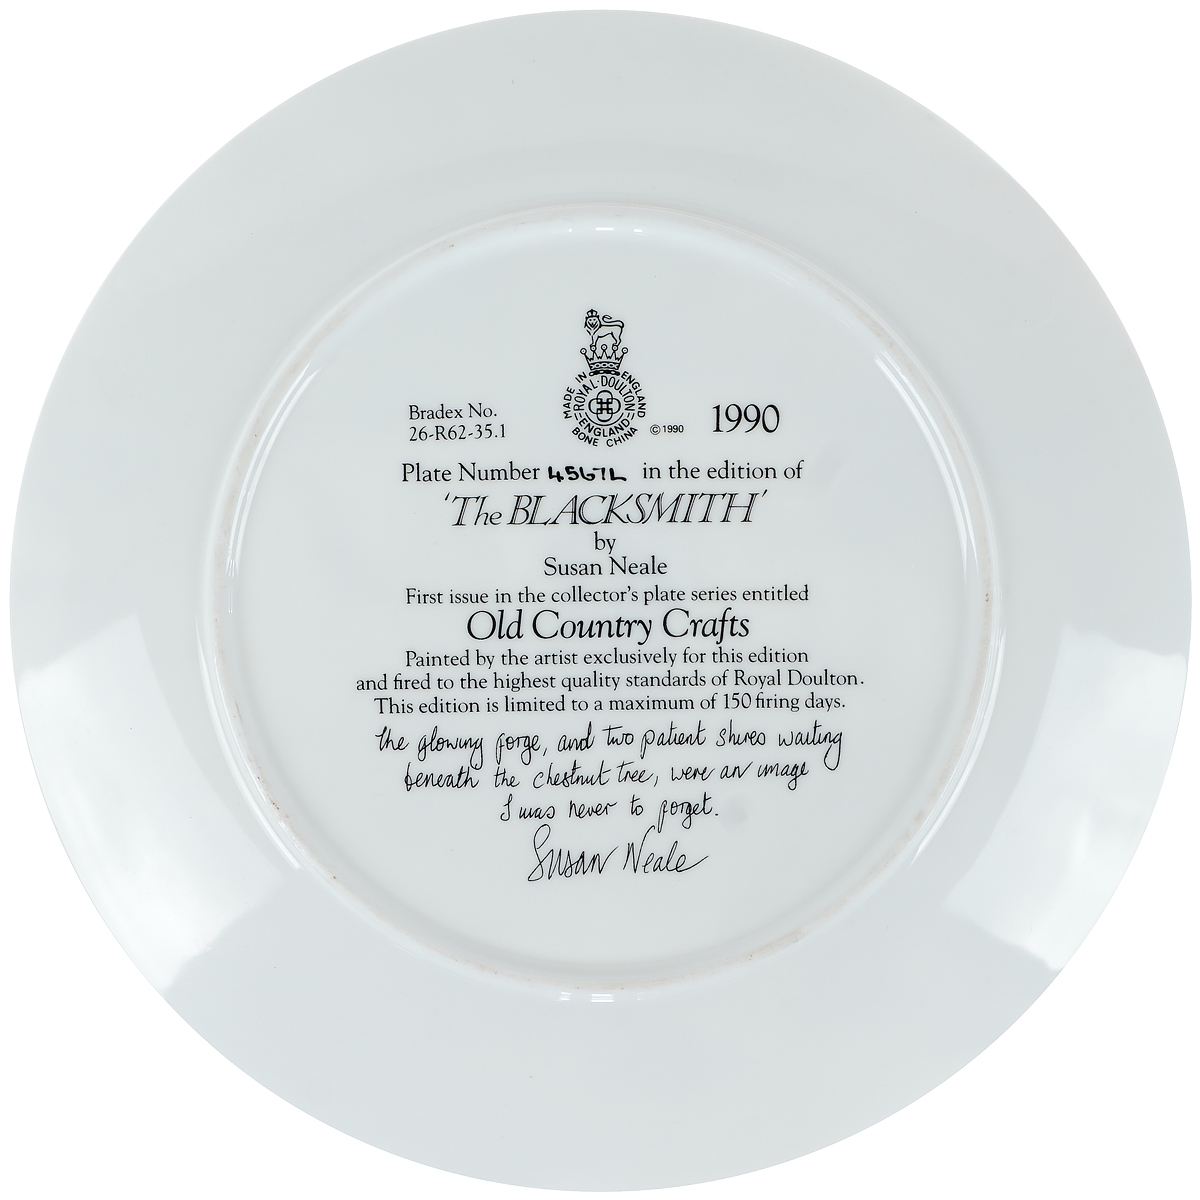 MADE IN ENGLAND
ROYAL·DOULTON
ENGLAND
BONE CHINA
Bradex No.
26-R62-35.1
©1990 1990
Plate Number 4567L in the edition of
'The BLACKSMITH'
by
Susan Neale
First issue in the collector's plate series entitled
Old Country Crafts
Painted by the artist exclusively for this edition
and fired to the highest quality standards of Royal Doulton.
This edition is limited to a maximum of 150 firing days.
the glowing forge, and two patient shires waiting
beneath the chestnut tree, were an image
I was never to forget.
Susan Neale